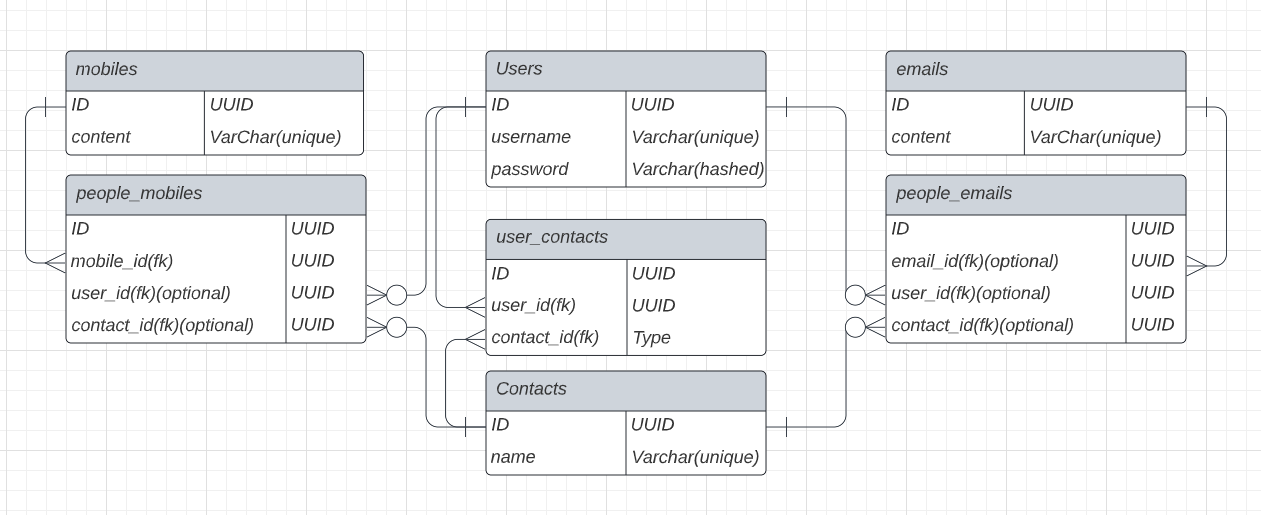 mobiles
ID UUID
content VarChar(unique)
people_mobiles
ID UUID
mobile_id(fk) UUID
user_id(fk)(optional) UUID
contact_id(fk)(optional) UUID
Users
ID UUID
username Varchar(unique)
password Varchar(hashed)
user_contacts
ID UUID
user_id(fk) UUID
contact_id(fk) Type
Contacts
ID UUID
name Varchar(unique)
emails
ID UUID
content VarChar(unique)
people_emails
ID UUID
email_id(fk)(optional) UUID
user_id(fk)(optional) UUID
contact_id(fk)(optional) UUID